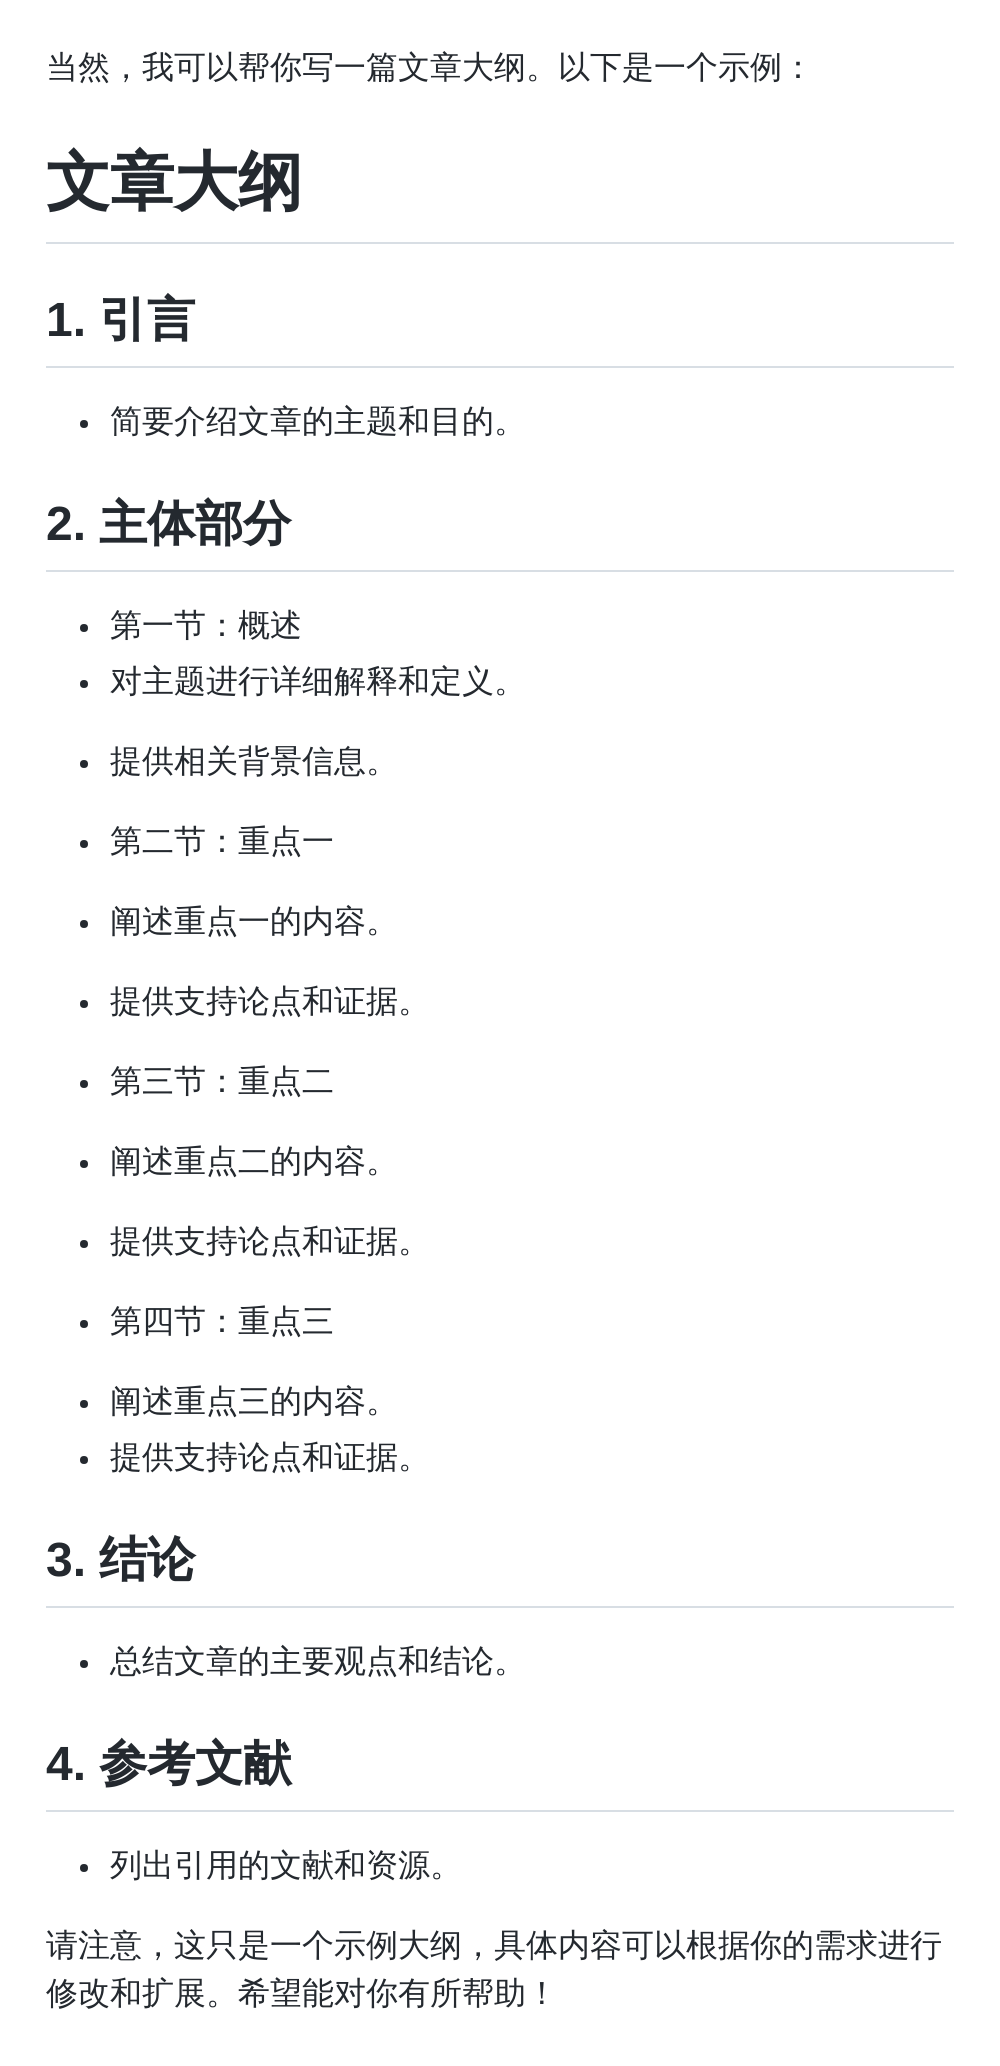 当然，我可以帮你写一篇文章大纲。以下是一个示例：
文章大纲
1. 引言
• 简要介绍文章的主题和目的。
2. 主体部分
• 第一节：概述
• 对主题进行详细解释和定义。
• 提供相关背景信息。
• 第二节：重点一
• 阐述重点一的内容。
• 提供支持论点和证据。
• 第三节：重点二
• 阐述重点二的内容。
• 提供支持论点和证据。
• 第四节：重点三
• 阐述重点三的内容。
• 提供支持论点和证据。
3. 结论
• 总结文章的主要观点和结论。
4. 参考文献
• 列出引用的文献和资源。
请注意，这只是一个示例大纲，具体内容可以根据你的需求进行
修改和扩展。希望能对你有所帮助！